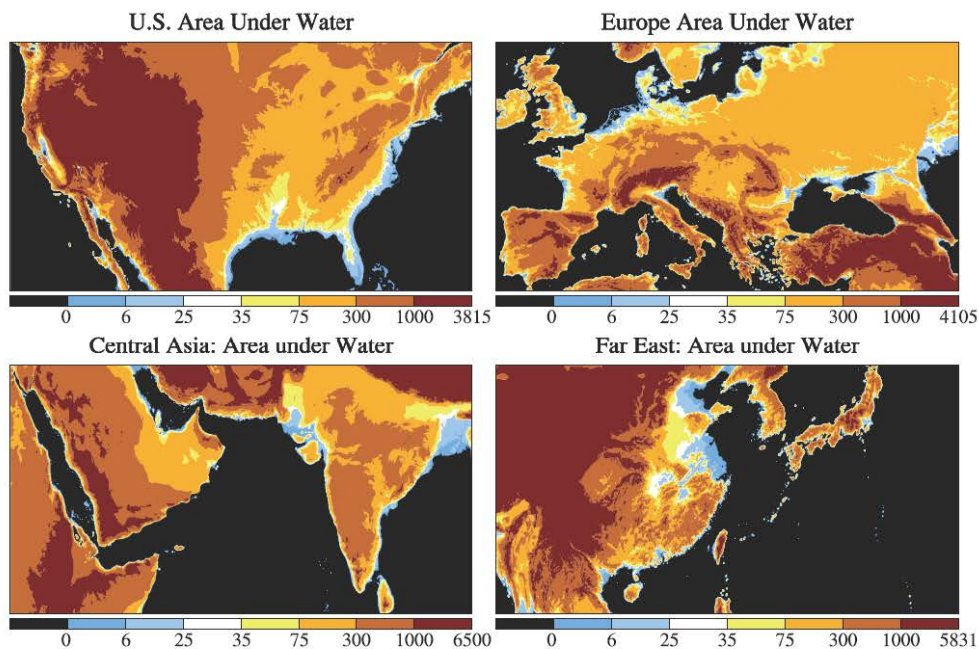 U.S. Area Under Water
Europe Area Under Water
0 6 25 35 75 300 1000 3815
0 6 25 35 75 300 1000 4105
Central Asia: Area under Water
Far East: Area under Water
0 6 25 35 75 300 1000 6500
0 6 25 35 75 300 1000 5831